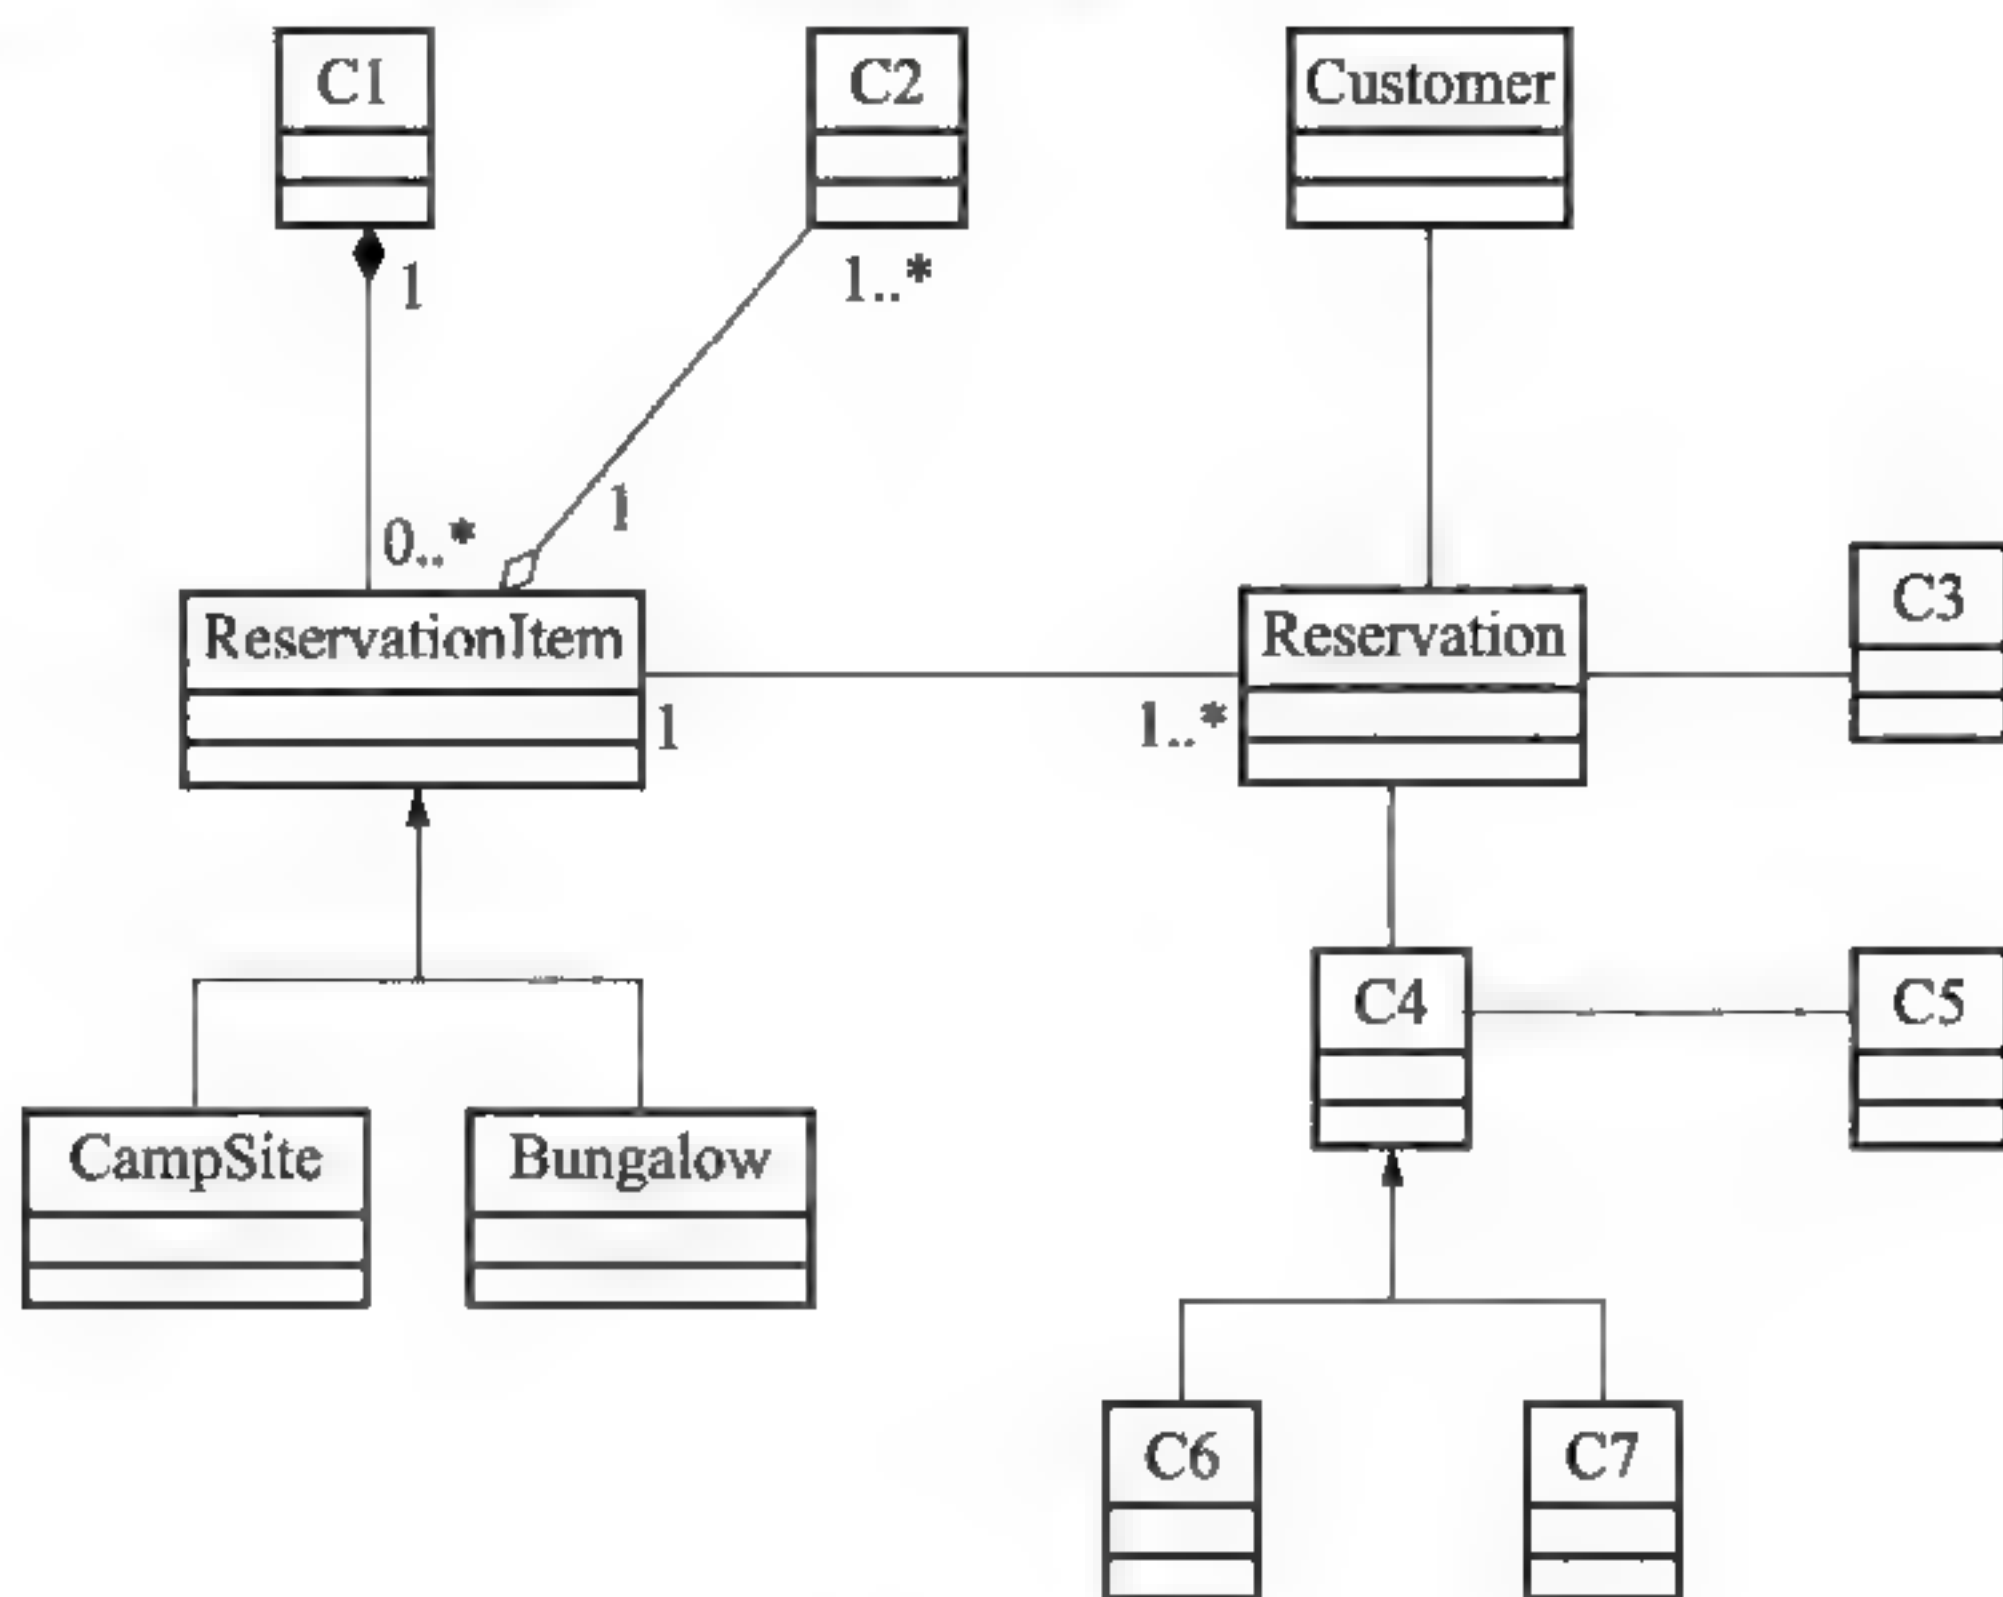 C1
C2
Customer
1
1..*
1
0..*
ReservationItem
Reservation
C3
1
1..*
C4
C5
CampSite
Bungalow
C6
C7